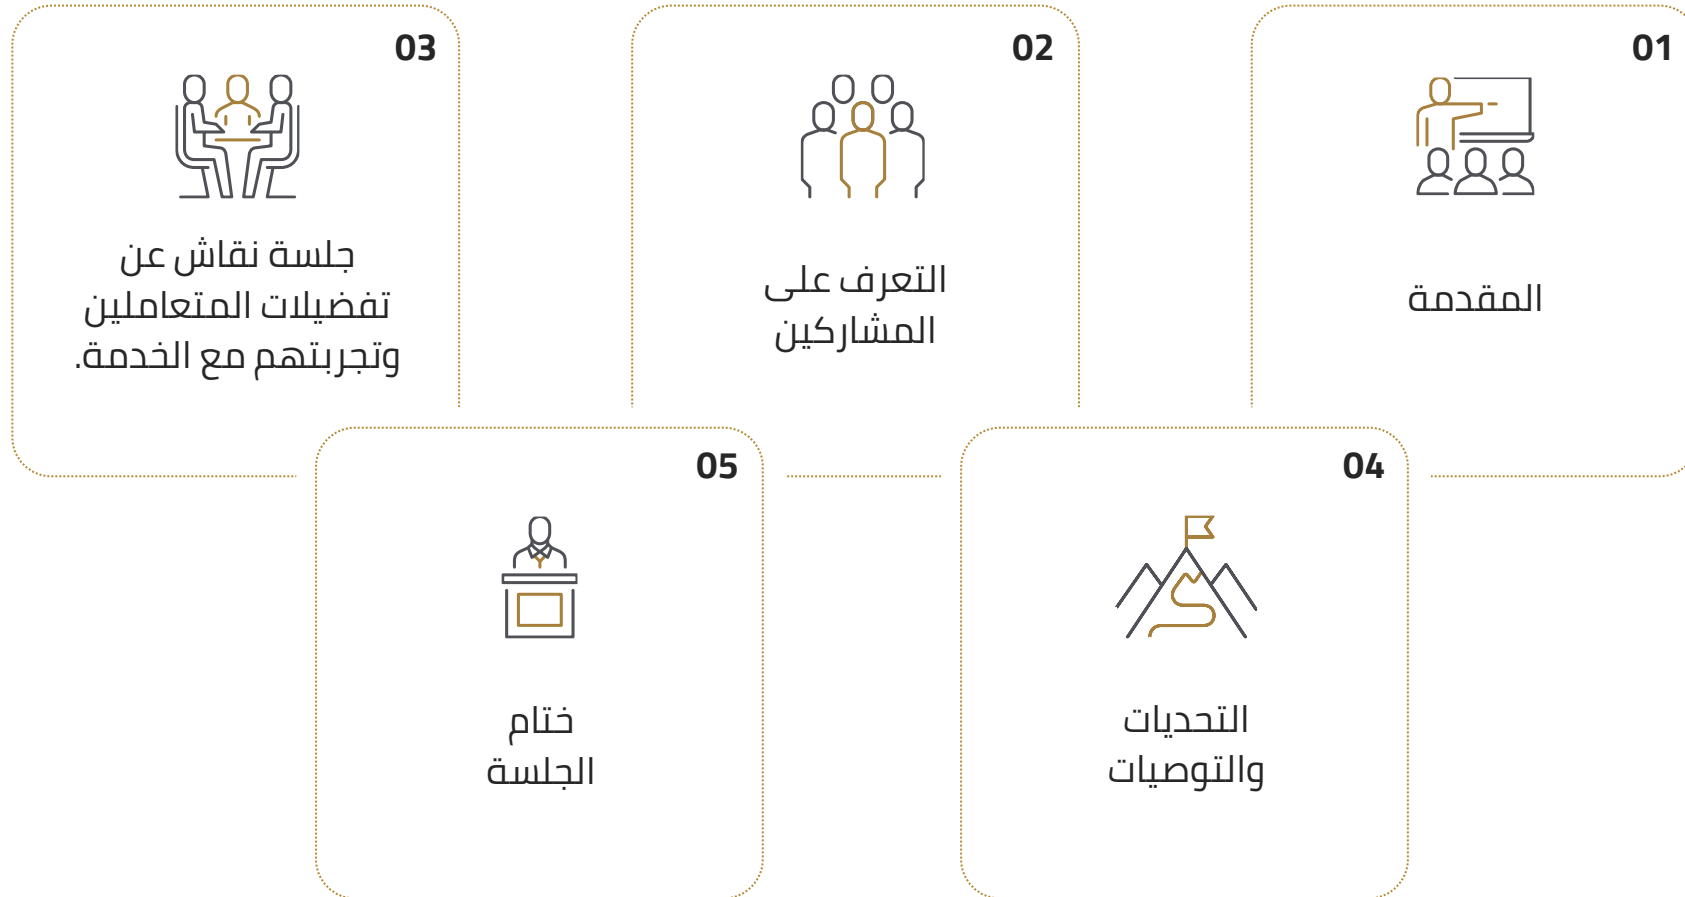 01
المقدمة
02
التعرف على
المشاركين
03
جلسة نقاش عن
تفضيلات المتعاملين
وتجربتهم مع الخدمة.
04
التحديات
والتوصيات
05
ختام
الجلسة